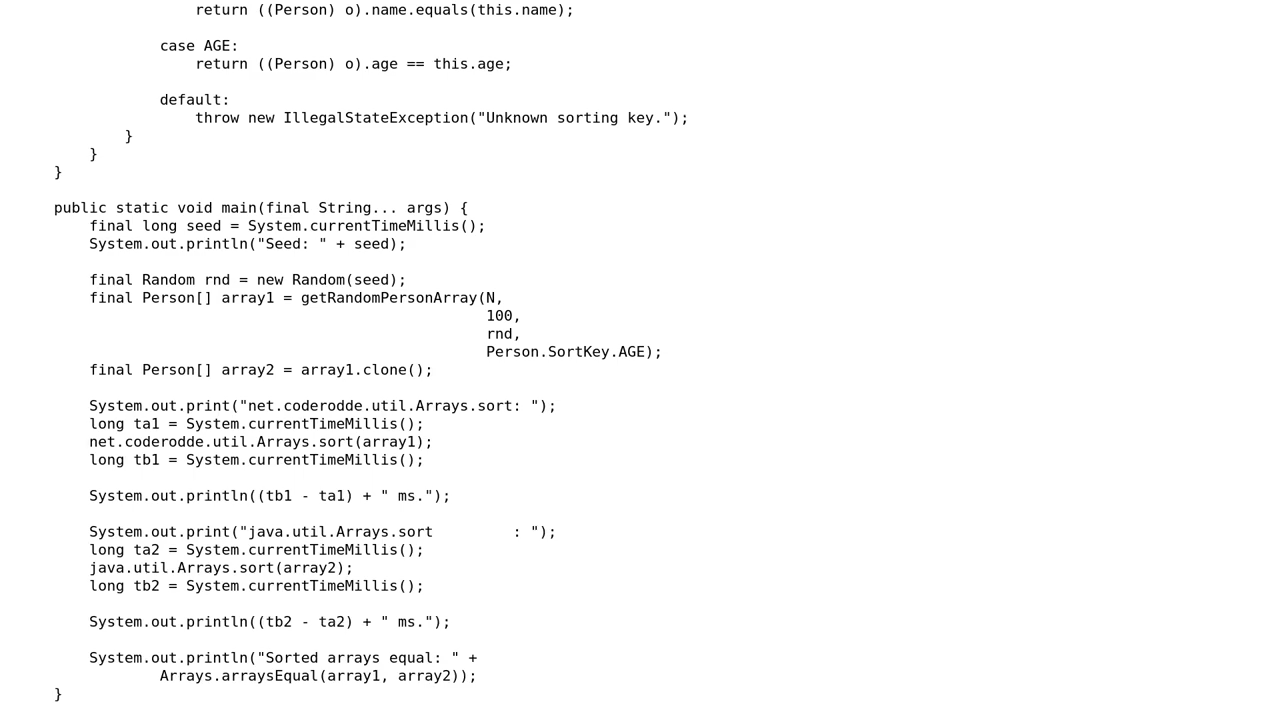 return ((Person) o).name.equals(this.name);

            case AGE:
                return ((Person) o).age == this.age;

            default:
                throw new IllegalStateException("Unknown sorting key.");
        }
    }
}

public static void main(final String... args) {
    final long seed = System.currentTimeMillis();
    System.out.println("Seed: " + seed);

    final Random rnd = new Random(seed);
    final Person[] array1 = getRandomPersonArray(N,
                                                 100,
                                                 rnd,
                                                 Person.SortKey.AGE);
    final Person[] array2 = array1.clone();

    System.out.print("net.coderodde.util.Arrays.sort: ");
    long ta1 = System.currentTimeMillis();
    net.coderodde.util.Arrays.sort(array1);
    long tb1 = System.currentTimeMillis();

    System.out.println((tb1 - ta1) + " ms.");

    System.out.print("java.util.Arrays.sort         : ");
    long ta2 = System.currentTimeMillis();
    java.util.Arrays.sort(array2);
    long tb2 = System.currentTimeMillis();

    System.out.println((tb2 - ta2) + " ms.");

    System.out.println("Sorted arrays equal: " +
            Arrays.arraysEqual(array1, array2));
}